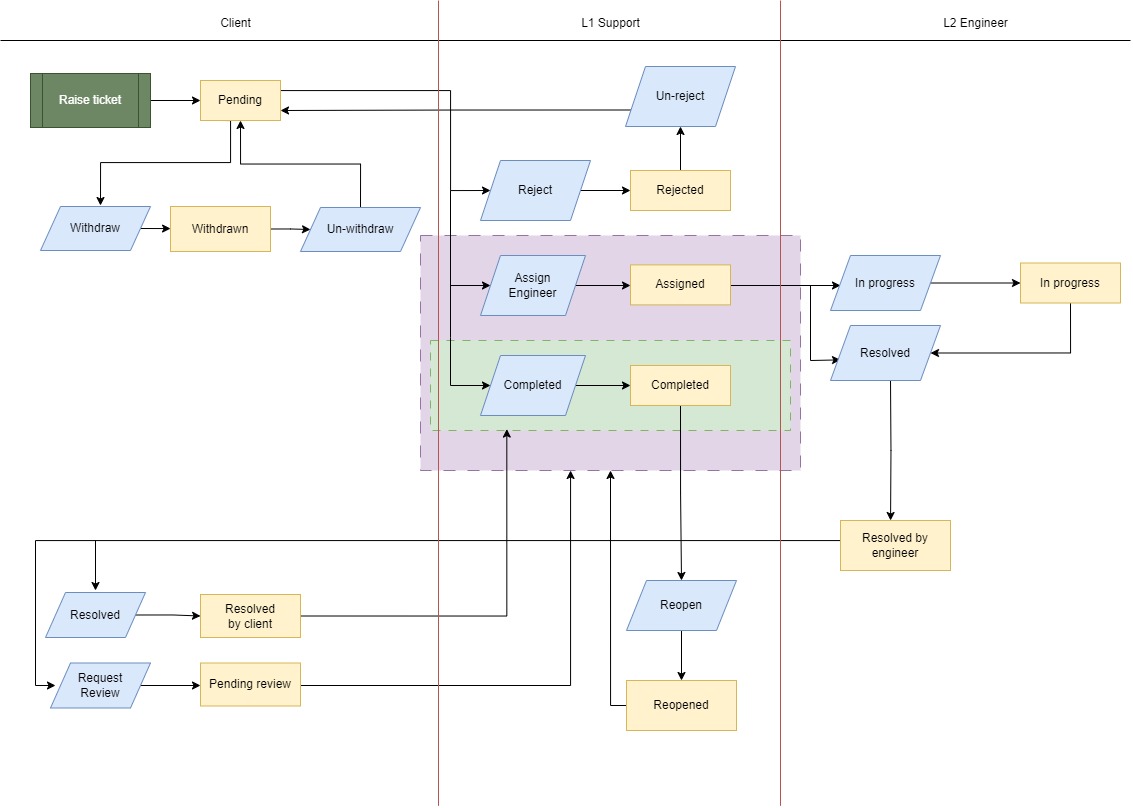 Client
L1 Support
L2 Engineer
Raise ticket
Pending
Un-reject
Reject
Rejected
Withdraw
Withdrawn
Un-withdraw
Assign
Engineer
Assigned
In progress
In progress
Resolved
Completed
Completed
Resolved by
engineer
Resolved
Resolved
by client
Reopen
Request
Review
Pending review
Reopened